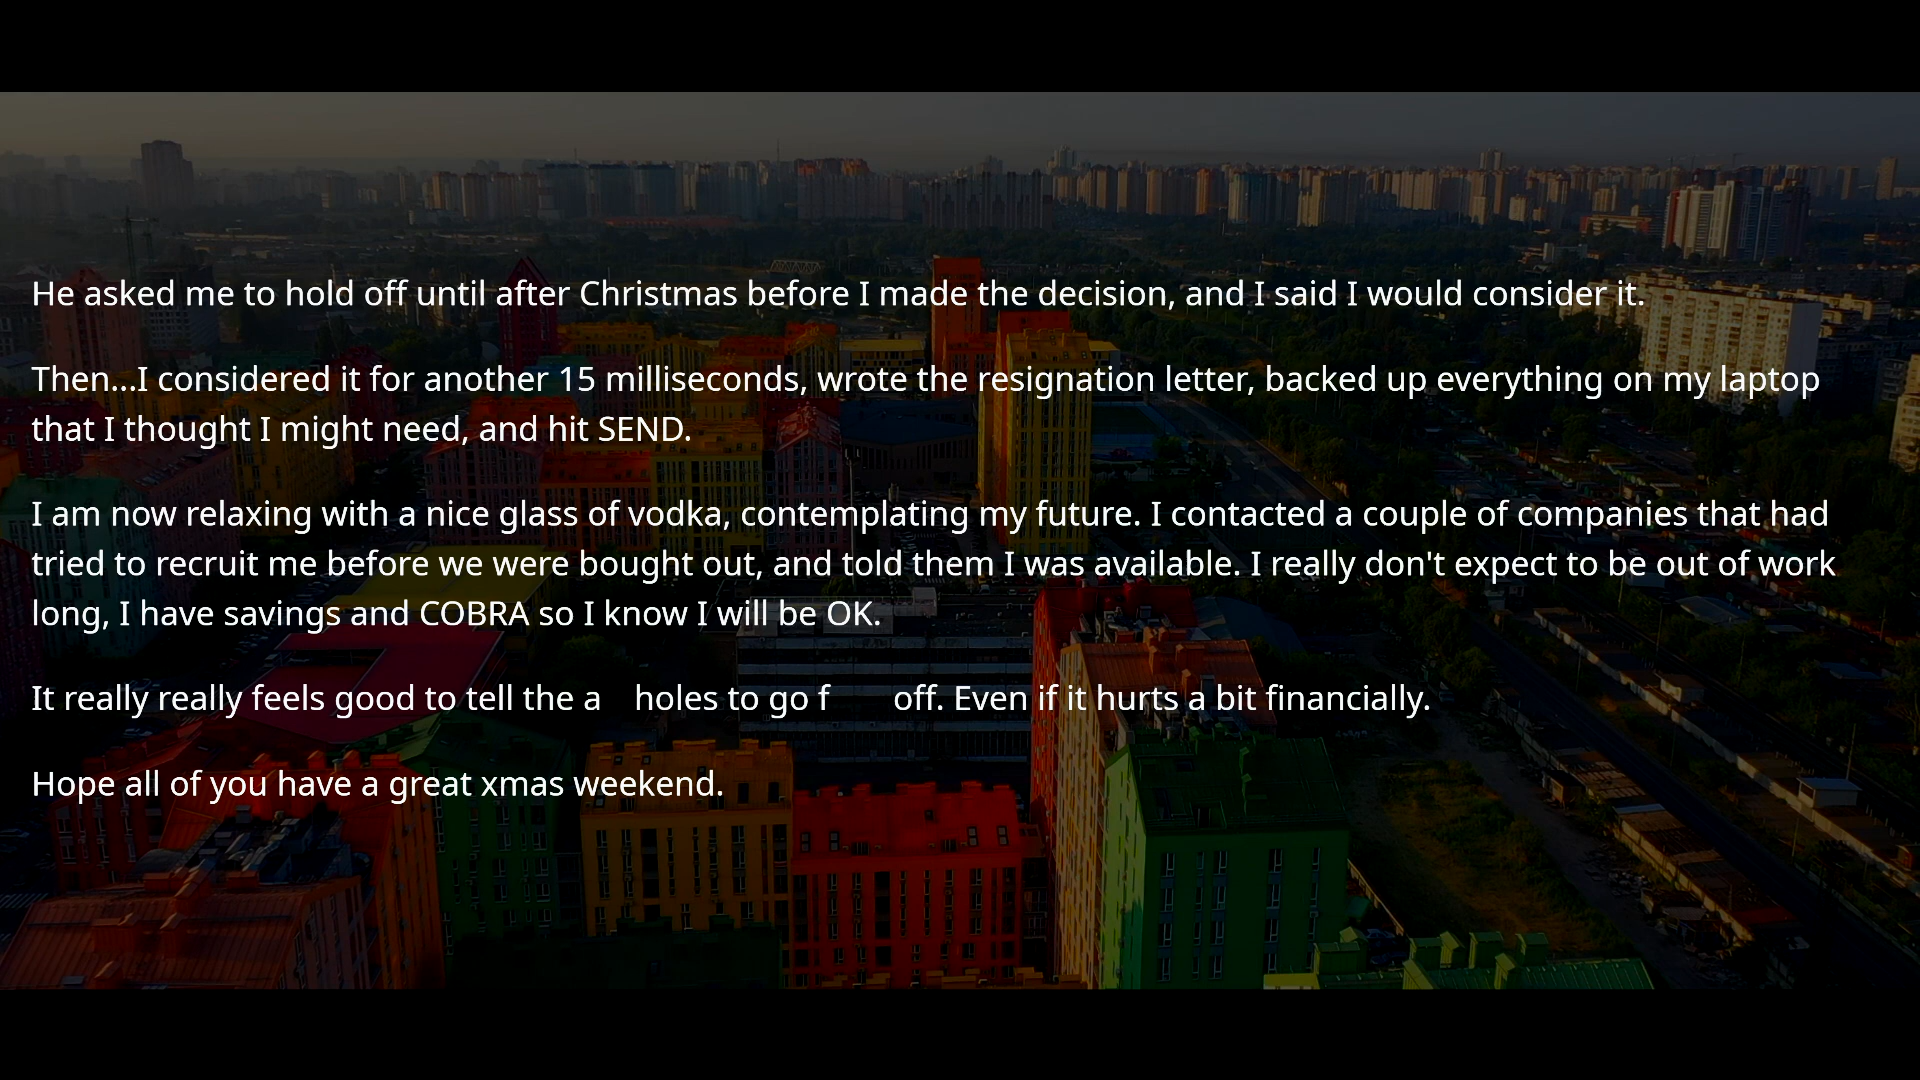 He asked me to hold off until after Christmas before I made the decision, and I said I would consider it.
Then...I considered it for another 15 milliseconds, wrote the resignation letter, backed up everything on my laptop
that I thought I might need, and hit SEND.
I am now relaxing with a nice glass of vodka, contemplating my future. I contacted a couple of companies that had
tried to recruit me before we were bought out, and told them I was available. I really don't expect to be out of work
long, I have savings and COBRA so I know I will be OK.
It really really feels good to tell the a    holes to go f        off. Even if it hurts a bit financially.
Hope all of you have a great xmas weekend.